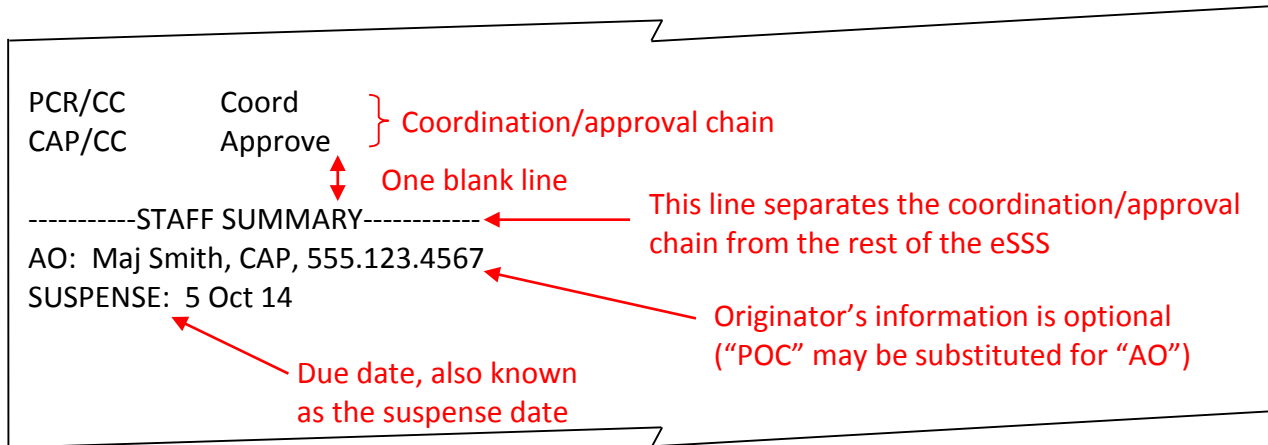 PCR/CC Coord
CAP/CC Approve
Coordination/approval chain
One blank line
-----------STAFF SUMMARY------------
This line separates the coordination/approval
chain from the rest of the eSSS
AO:  Maj Smith, CAP, 555.123.4567
SUSPENSE:  5 Oct 14
Originator’s information is optional
(“POC” may be substituted for “AO”)
Due date, also known
as the suspense date